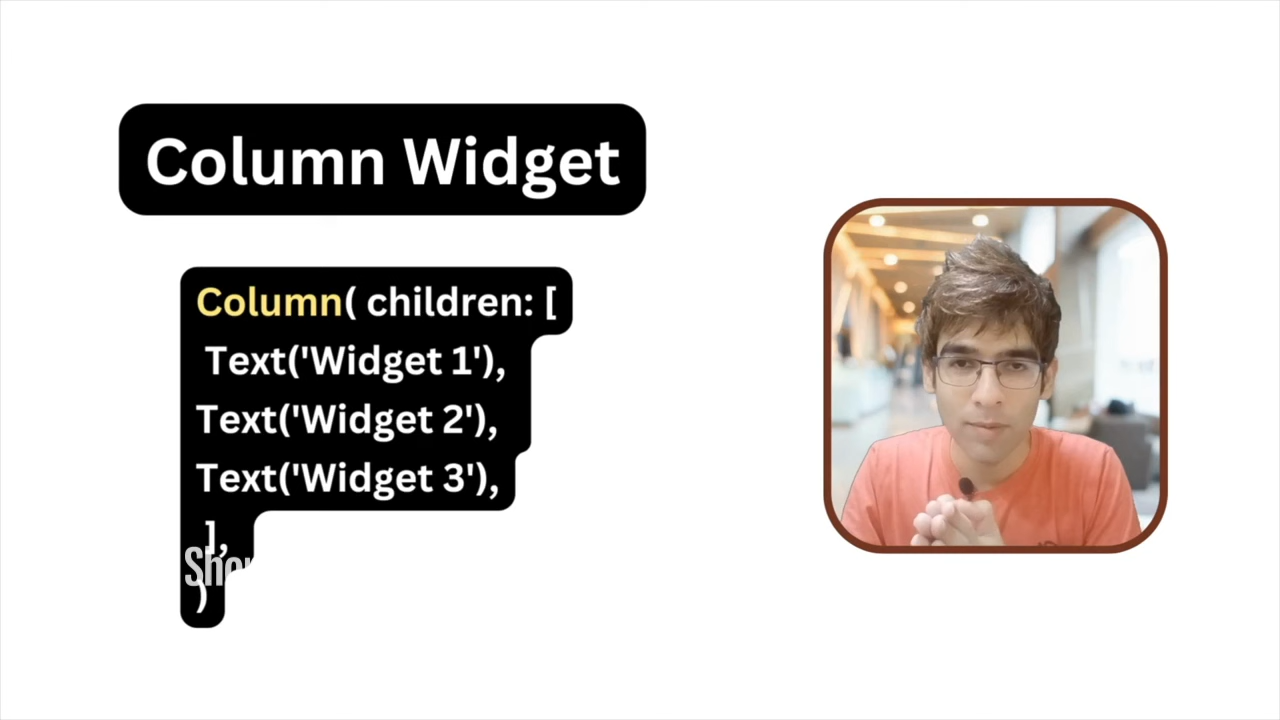 Column Widget
Column( children: [
Text('Widget 1'),
Text('Widget 2'),
Text('Widget 3'),
],
)